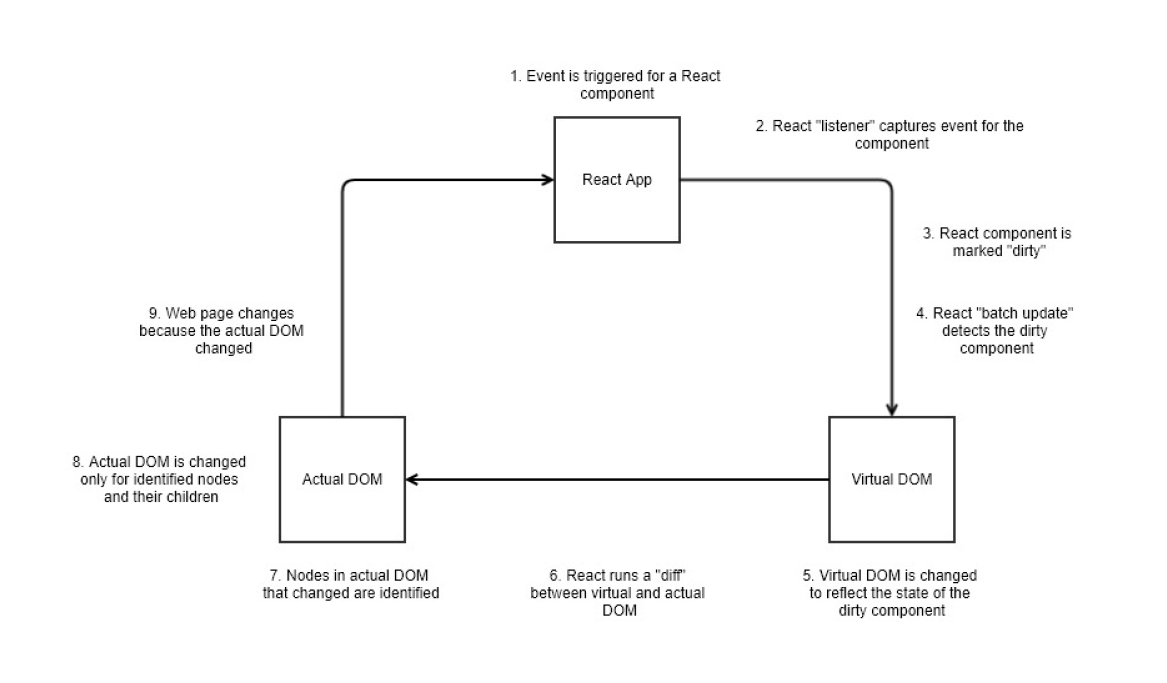 1. Event is triggered for a React
component
2. React "listener" captures event for the
component
React App
3. React component is
marked "dirty"
4. React "batch update"
detects the dirty
component
9. Web page changes
because the actual DOM
changed
8. Actual DOM is changed
only for identified nodes
and their children
Actual DOM
Virtual DOM
7. Nodes in actual DOM
that changed are identified
6. React runs a "diff"
between virtual and actual
DOM
5. Virtual DOM is changed
to reflect the state of the
dirty component